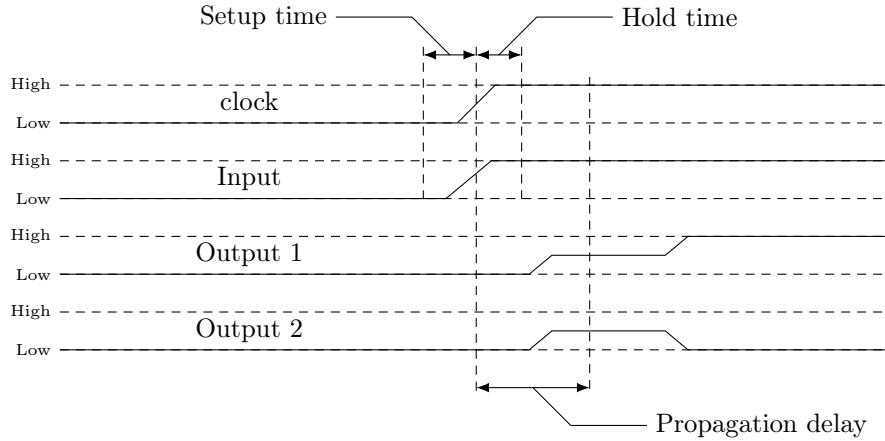 Setup time
Hold time
High
clock
Low
High
Input
Low
High
Output 1
Low
High
Output 2
Low
Propagation delay